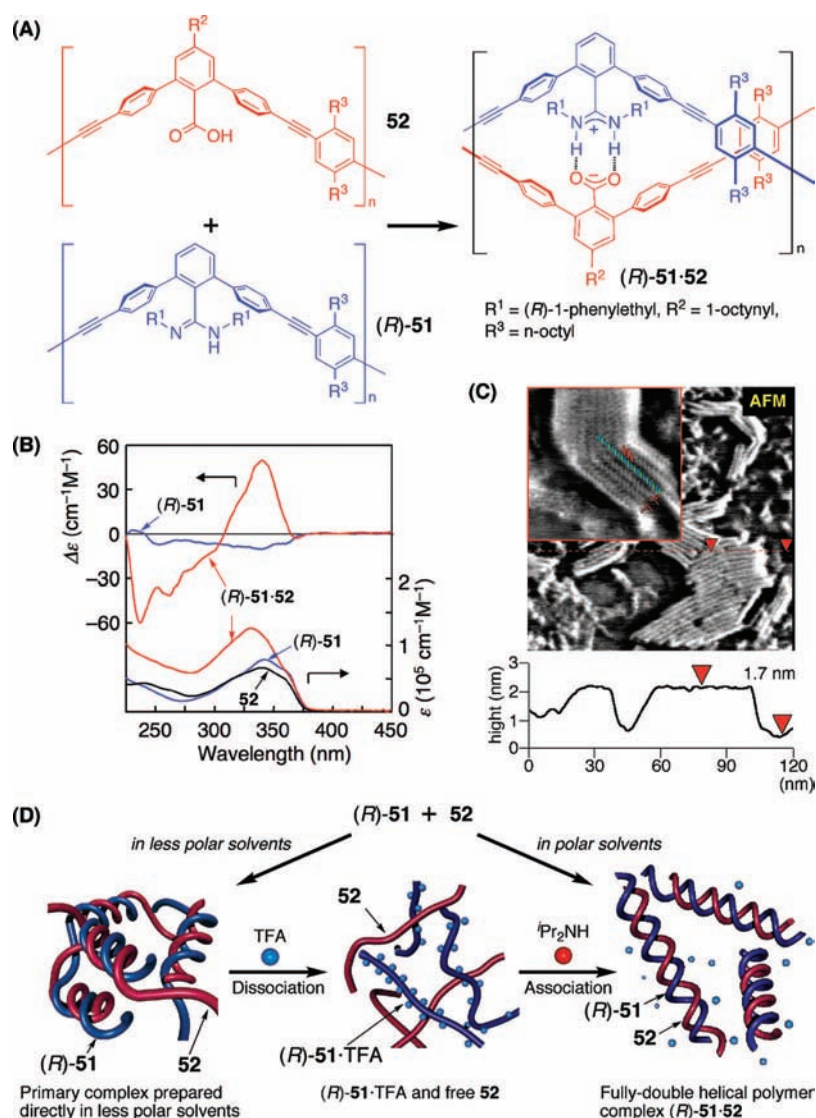 (A)
R²
R³
52
O
OH
R³
n
+
R¹
R¹
N
N
H
R³
(R)-51
R³
n
R¹
R¹
N
N
+
H
H
O
O
−
R³
R³
R³
R³
n
R²
(R)-51·52
R¹ = (R)-1-phenylethyl, R² = 1-octynyl,
R³ = n-octyl
(B)
60
30
0
−30
−60
Δε (cm⁻¹M⁻¹)
(R)-51
(R)-51·52
(R)-51
52
2
1
0
ε (10⁵ cm⁻¹M⁻¹)
250 300 350 400 450
Wavelength (nm)
(C)
AFM
3
2
1
0
hight (nm)
1.7 nm
0 30 60 90 120
(nm)
(D)
(R)-51 + 52
in less polar solvents
in polar solvents
TFA
Dissociation
52
ⁱPr₂NH
Association
(R)-51
52
(R)-51·TFA
(R)-51
52
Primary complex prepared
directly in less polar solvents
(R)-51·TFA and free 52
Fully-double helical polymer
complex (R)-51·52